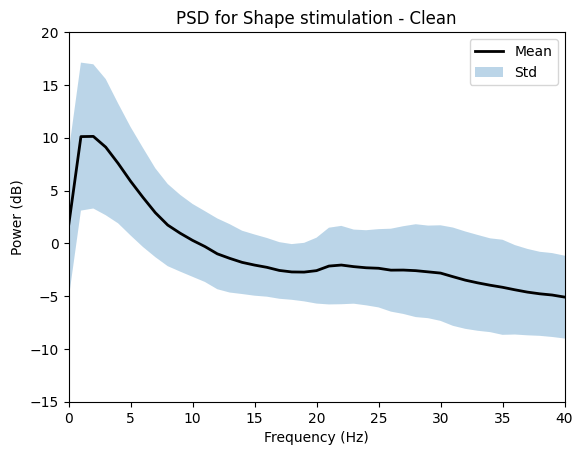 PSD for Shape stimulation - Clean
Mean
Std
Power (dB)
20
15
10
5
0
−5
−10
−15
0 5 10 15 20 25 30 35 40
Frequency (Hz)